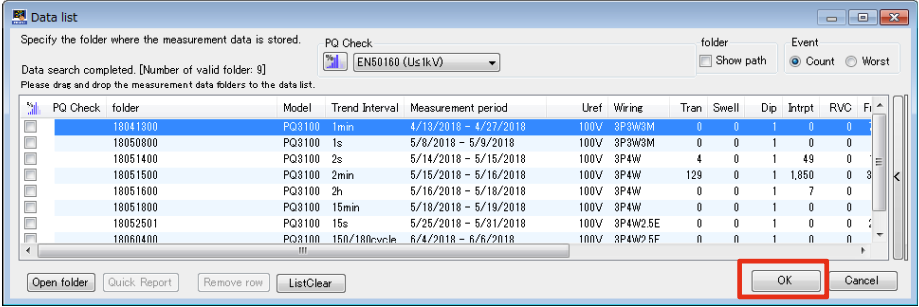 Data list
Specify the folder where the measurement data is stored.
PQ Check
folder
Event
EN50160 (U≤1kV)
Show path
Count
Worst
Data search completed. [Number of valid folder: 9]
Please drag and drop the measurement data folders to the data list.
PQ Check folder Model Trend Interval Measurement period Uref Wiring Tran Swell Dip Intrpt RVC
18041300 PQ3100 1min 4/13/2018 - 4/27/2018 100V 3P3W3M 0 0 1 0 0
18050800 PQ3100 1s 5/8/2018 - 5/9/2018 100V 3P3W3M 0 0 1 0 0
18051400 PQ3100 2s 5/14/2018 - 5/15/2018 100V 3P4W 4 0 1 49 0
18051500 PQ3100 2min 5/15/2018 - 5/16/2018 100V 3P4W 129 0 1 1,850 0 3
18051600 PQ3100 2h 5/16/2018 - 5/18/2018 100V 3P4W 0 0 1 7 0
18051800 PQ3100 15min 5/18/2018 - 5/19/2018 100V 3P4W 0 0 1 0 0
18052501 PQ3100 15s 5/25/2018 - 5/31/2018 100V 3P4W2.5E 0 0 1 0 0
18060400 PQ3100 150/180cycle 6/4/2018 - 6/6/2018 100V 3P4W2.5E 0 0 1 0 0
Open folder
Quick Report
Remove row
ListClear
OK
Cancel